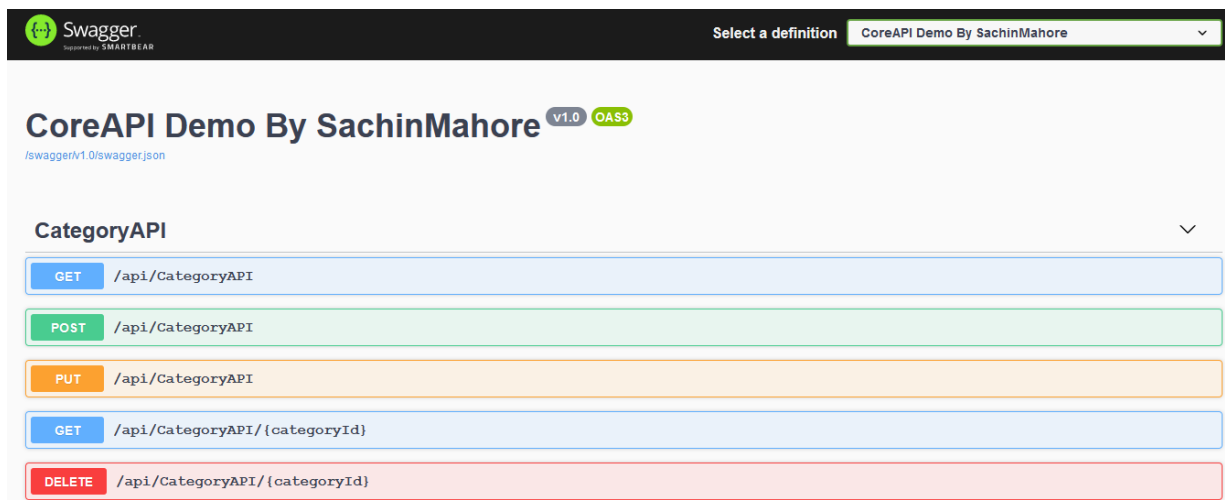 Swagger.
Supported by SMARTBEAR
Select a definition
CoreAPI Demo By SachinMahore
CoreAPI Demo By SachinMahore v1.0 OAS3
/swagger/v1.0/swagger.json
CategoryAPI
GET /api/CategoryAPI
POST /api/CategoryAPI
PUT /api/CategoryAPI
GET /api/CategoryAPI/{categoryId}
DELETE /api/CategoryAPI/{categoryId}